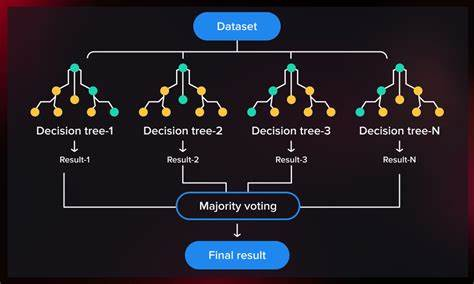 Dataset
Decision tree-1
Decision tree-2
Decision tree-3
Decision tree-N
Result-1
Result-2
Result-3
Result-N
Majority voting
Final result